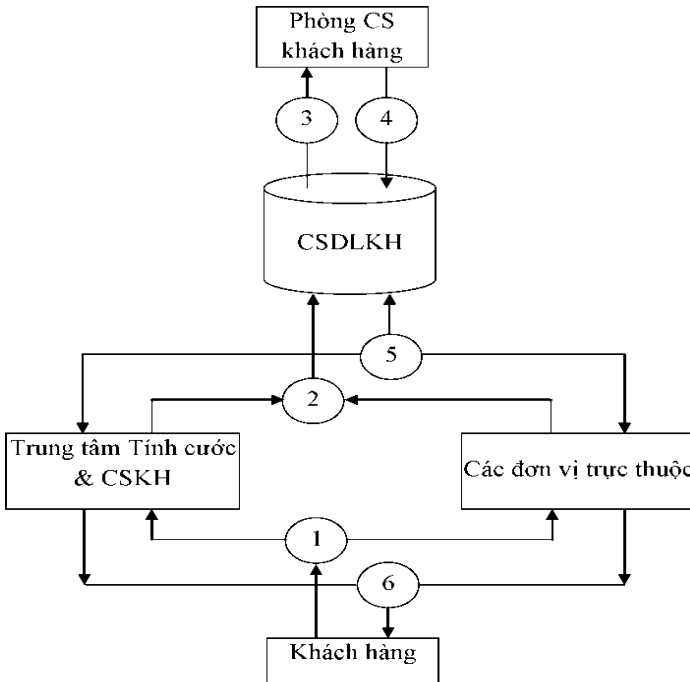 Phòng CS
khách hàng
3
4
CSDLKH
5
2
Trung tâm Tính cước
& CSKH
Các đơn vị trực thuộc
1
6
Khách hàng